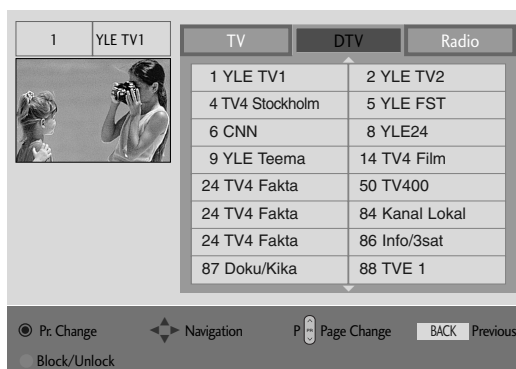 1 YLE TV1
TV DTV Radio
1 YLE TV1 2 YLE TV2
4 TV4 Stockholm 5 YLE FST
6 CNN 8 YLE24
9 YLE Teema 14 TV4 Film
24 TV4 Fakta 50 TV400
24 TV4 Fakta 84 Kanal Lokal
24 TV4 Fakta 86 Info/3sat
87 Doku/Kika 88 TVE 1
Pr. Change Navigation P PR Page Change BACK Previous
Block/Unlock